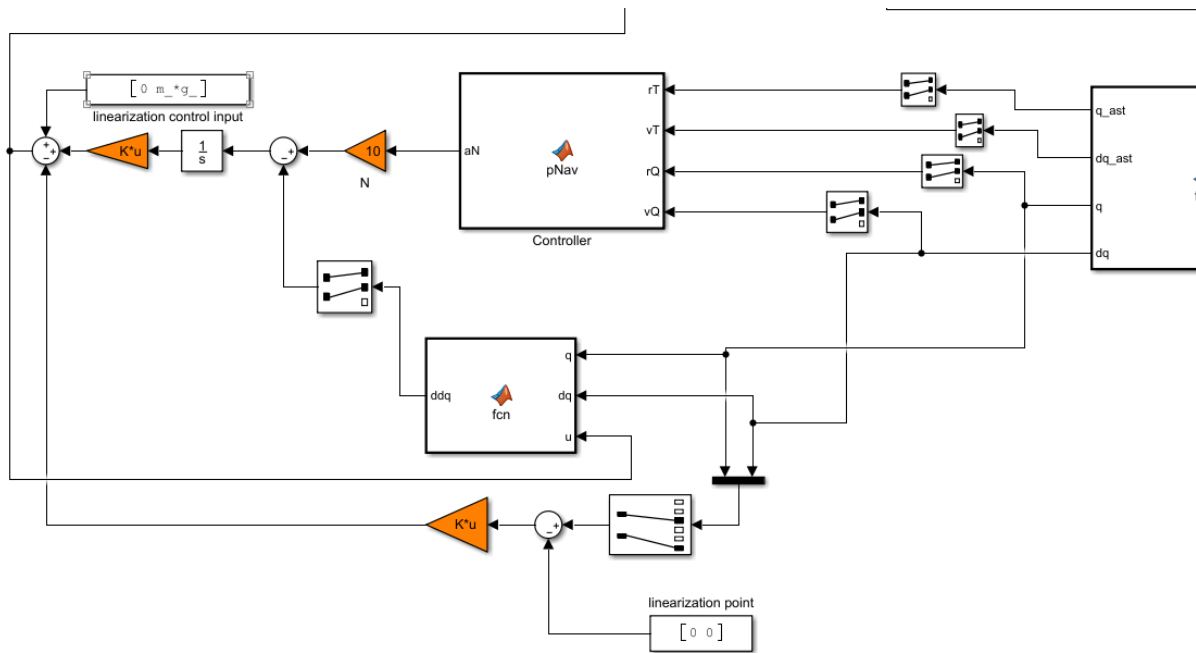 [0 m_*g_]
linearization control input
+
+
−
K*u
1
s
+
−
10
N
aN
pNav
rT
vT
rQ
vQ
Controller
q_ast
dq_ast
q
dq
ddq
fcn
q
dq
u
K*u
+
−
linearization point
[0 0]